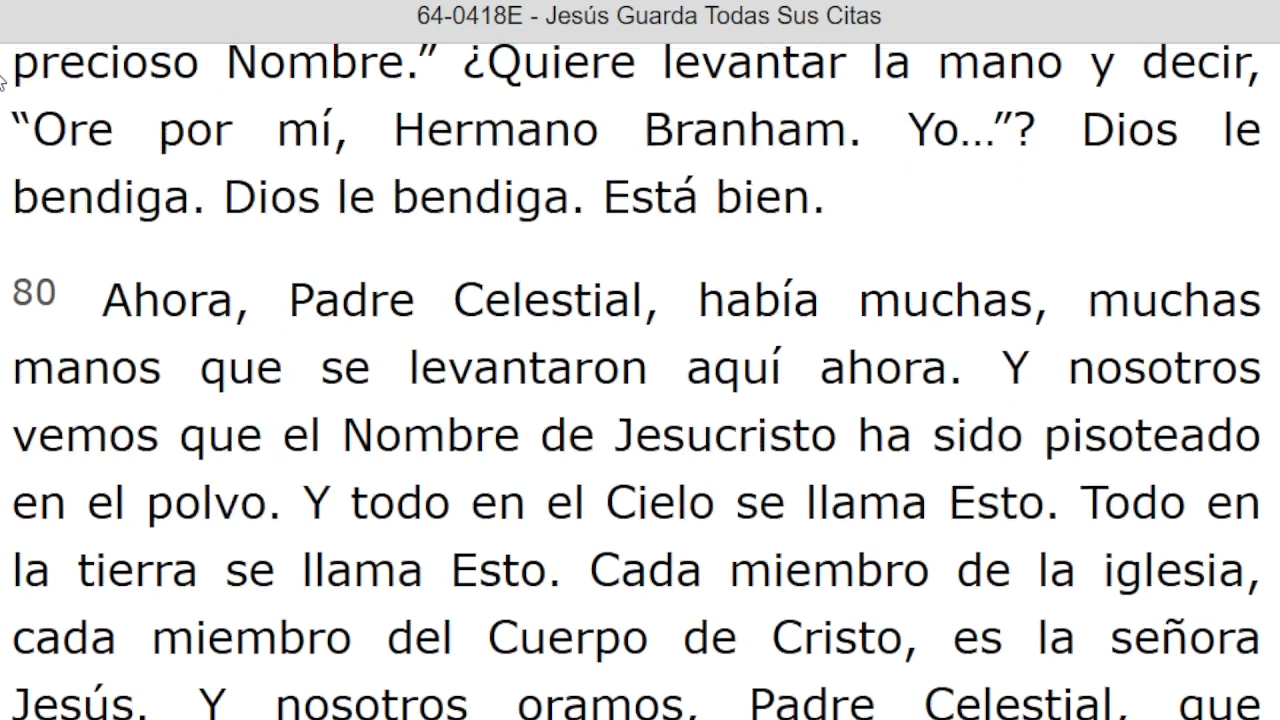 64-0418E - Jesús Guarda Todas Sus Citas
precioso Nombre.” ¿Quiere levantar la mano y decir,
“Ore por mí, Hermano Branham. Yo...”? Dios le
bendiga. Dios le bendiga. Está bien.
80 Ahora, Padre Celestial, había muchas, muchas
manos que se levantaron aquí ahora. Y nosotros
vemos que el Nombre de Jesucristo ha sido pisoteado
en el polvo. Y todo en el Cielo se llama Esto. Todo en
la tierra se llama Esto. Cada miembro de la iglesia,
cada miembro del Cuerpo de Cristo, es la señora
Jesús. Y nosotros oramos, Padre Celestial, que